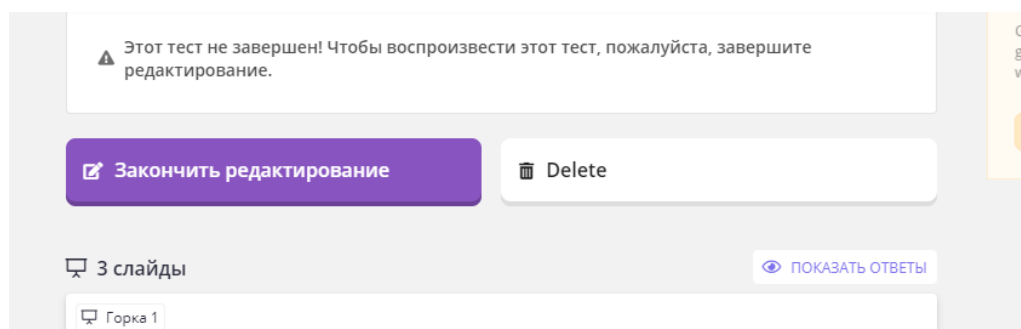 Этот тест не завершен! Чтобы воспроизвести этот тест, пожалуйста, завершите
редактирование.
Закончить редактирование
Delete
3 слайды
ПОКАЗАТЬ ОТВЕТЫ
Горка 1